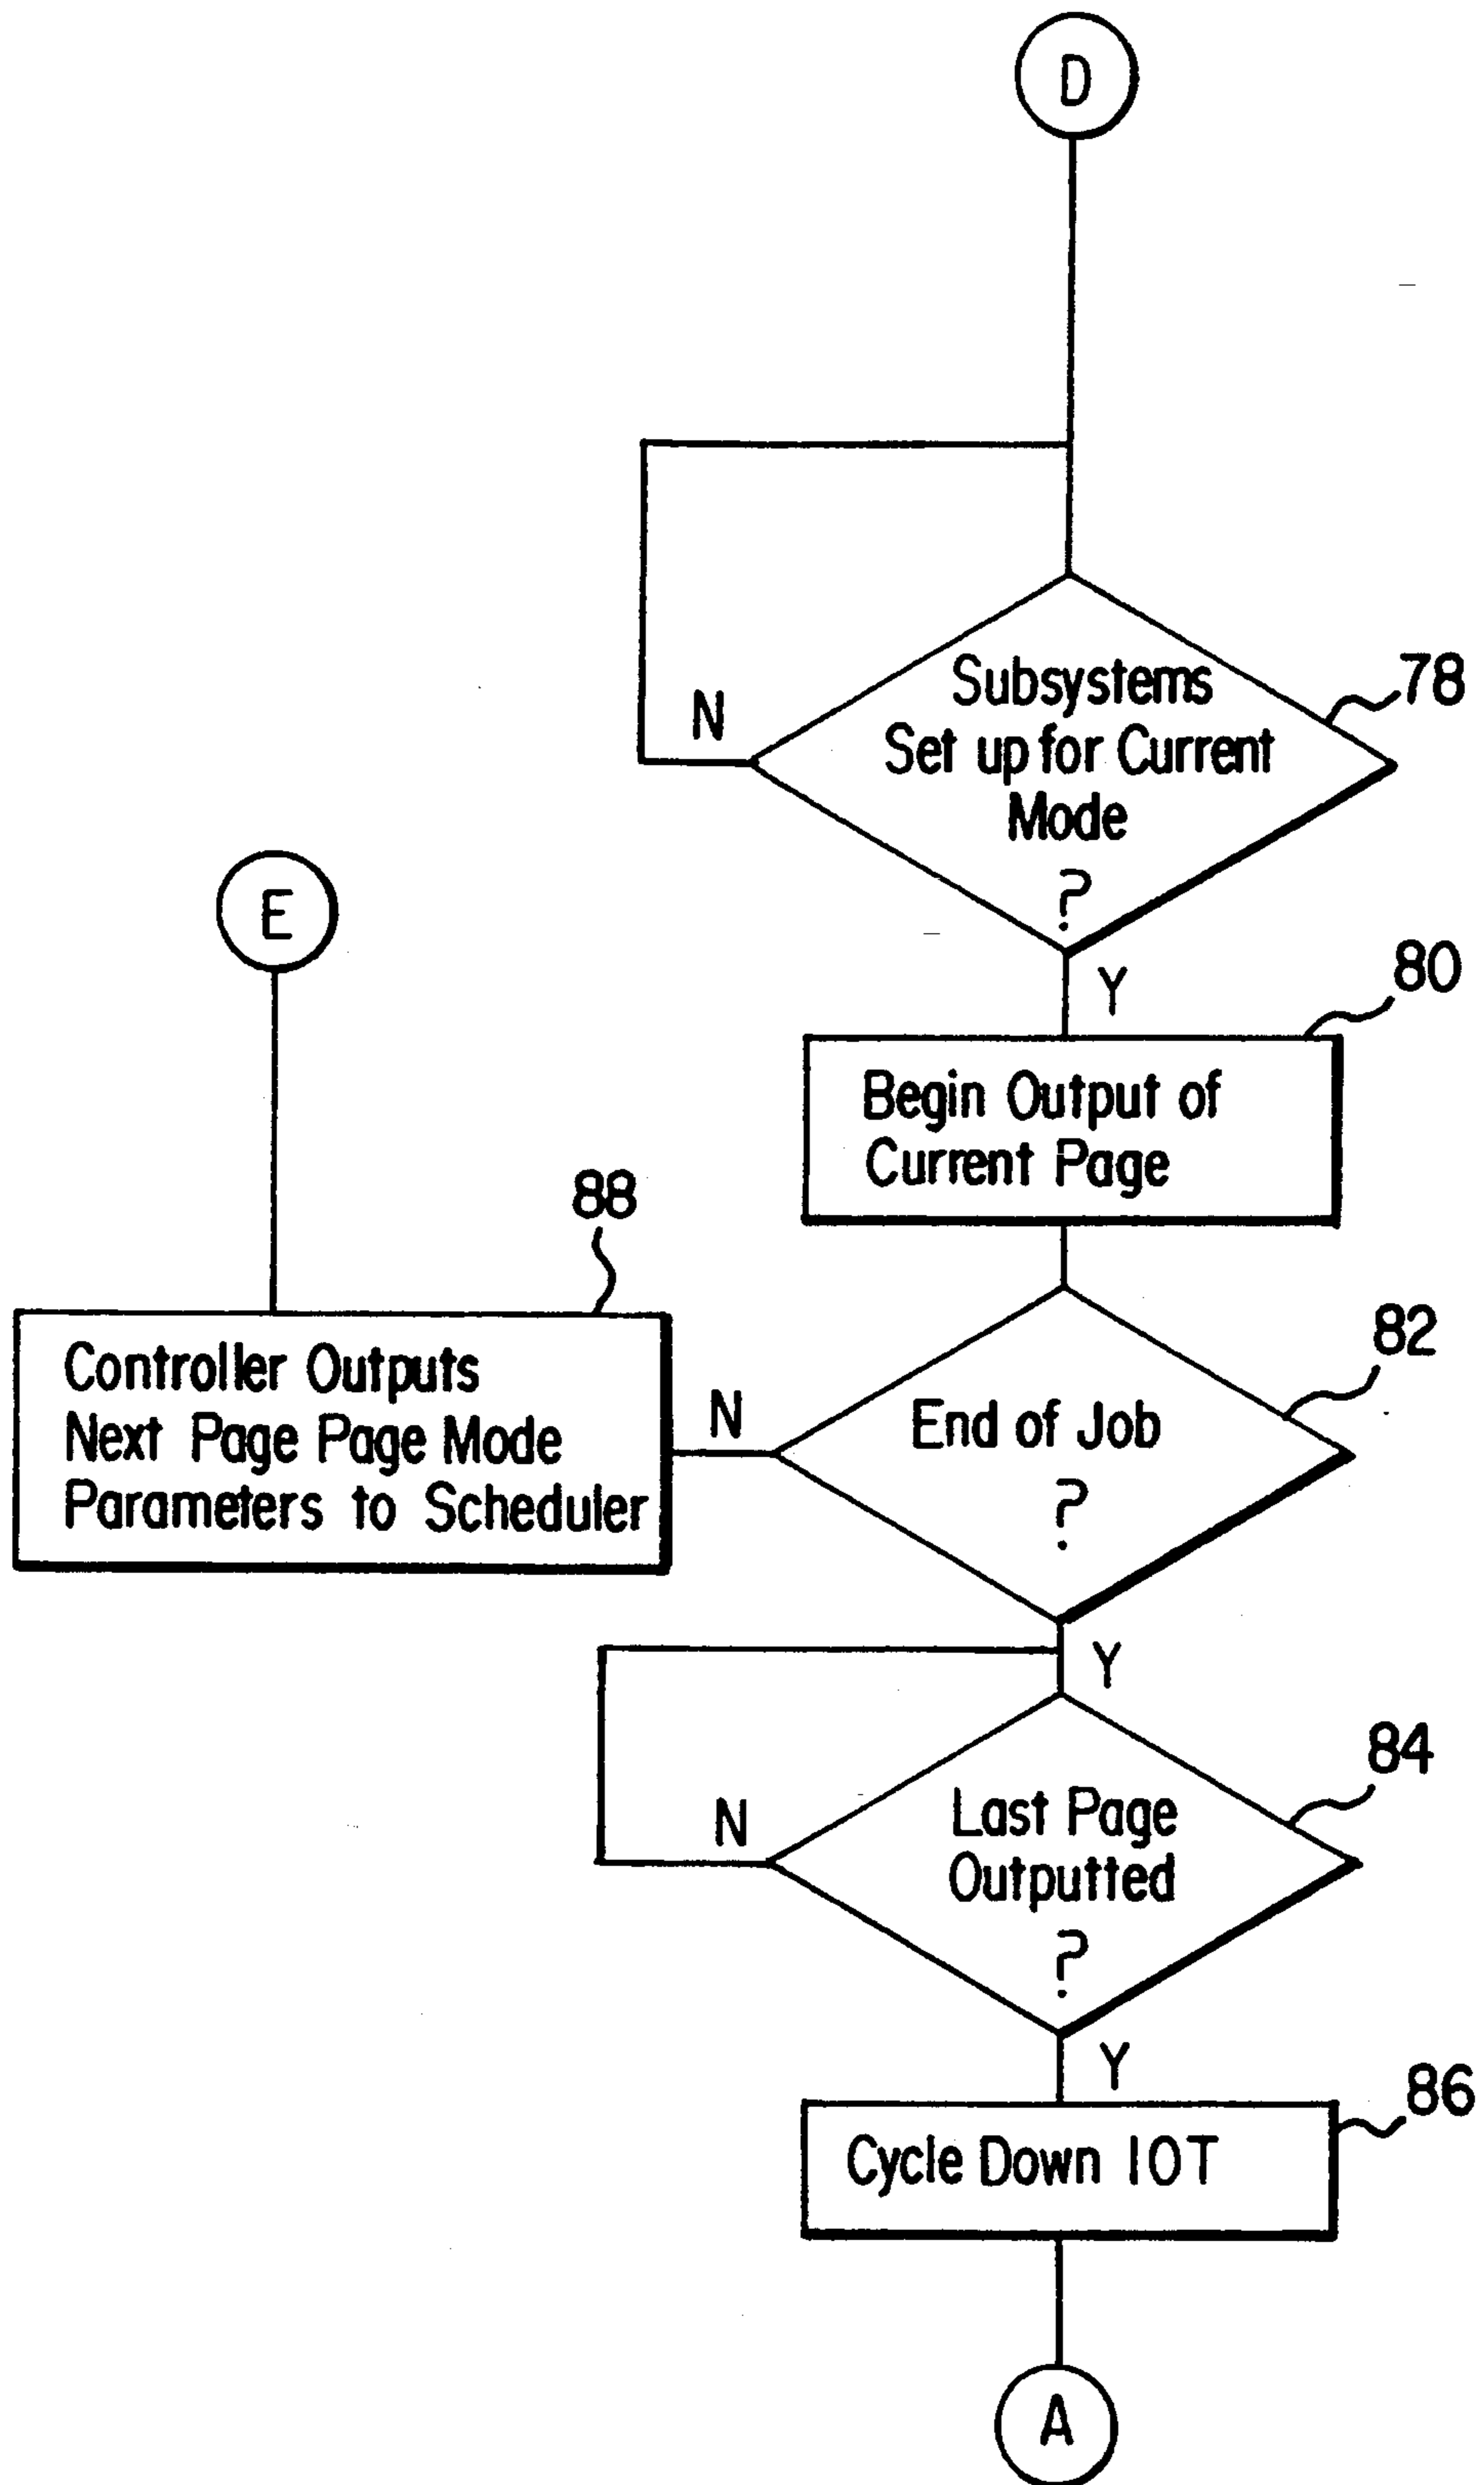 D
Subsystems
Set up for Current
Mode
?
78
N
Y
E
80
Begin Output of
Current Page
88
Controller Outputs
Next Page Page Mode
Parameters to Scheduler
N
82
End of Job
?
Y
84
Last Page
Outputted
?
N
Y
86
Cycle Down IOT
A